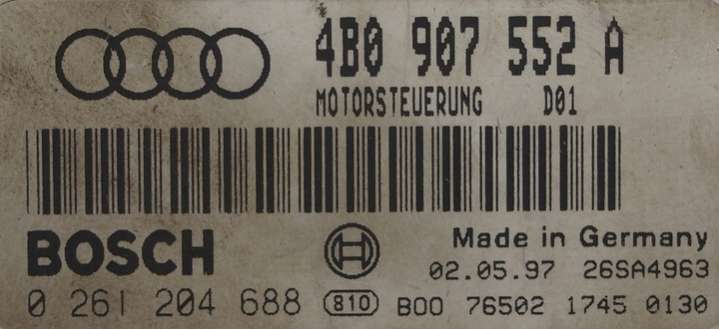 4B0 907 552 A
MOTORSTEUERUNG D01
BOSCH
Made in Germany
02.05.97 26SA4963
0 261 204 688 810 B00 76502 1745 0130